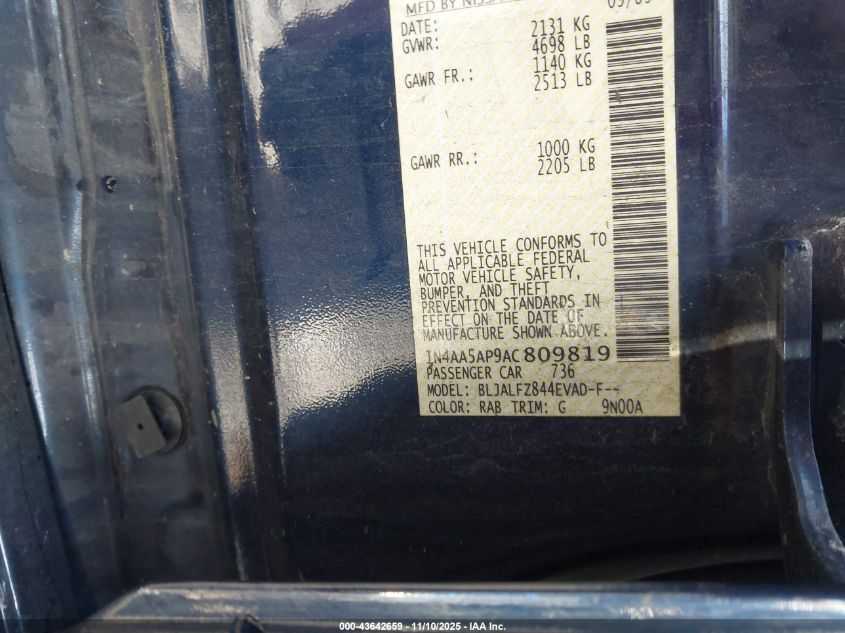 MFD BY
DATE:
GVWR: 2131 KG
4698 LB
GAWR FR.: 1140 KG
2513 LB
GAWR RR.: 1000 KG
2205 LB
THIS VEHICLE CONFORMS TO
ALL APPLICABLE FEDERAL
MOTOR VEHICLE SAFETY,
BUMPER, AND THEFT
PREVENTION STANDARDS IN
EFFECT ON THE DATE OF
MANUFACTURE SHOWN ABOVE.
1N4AA5AP9AC809819
PASSENGER CAR 736
MODEL: BLJALFZ844EVAD-F--
COLOR: RAB TRIM: G 9N00A
000-43642659 - 11/10/2025 - IAA Inc.